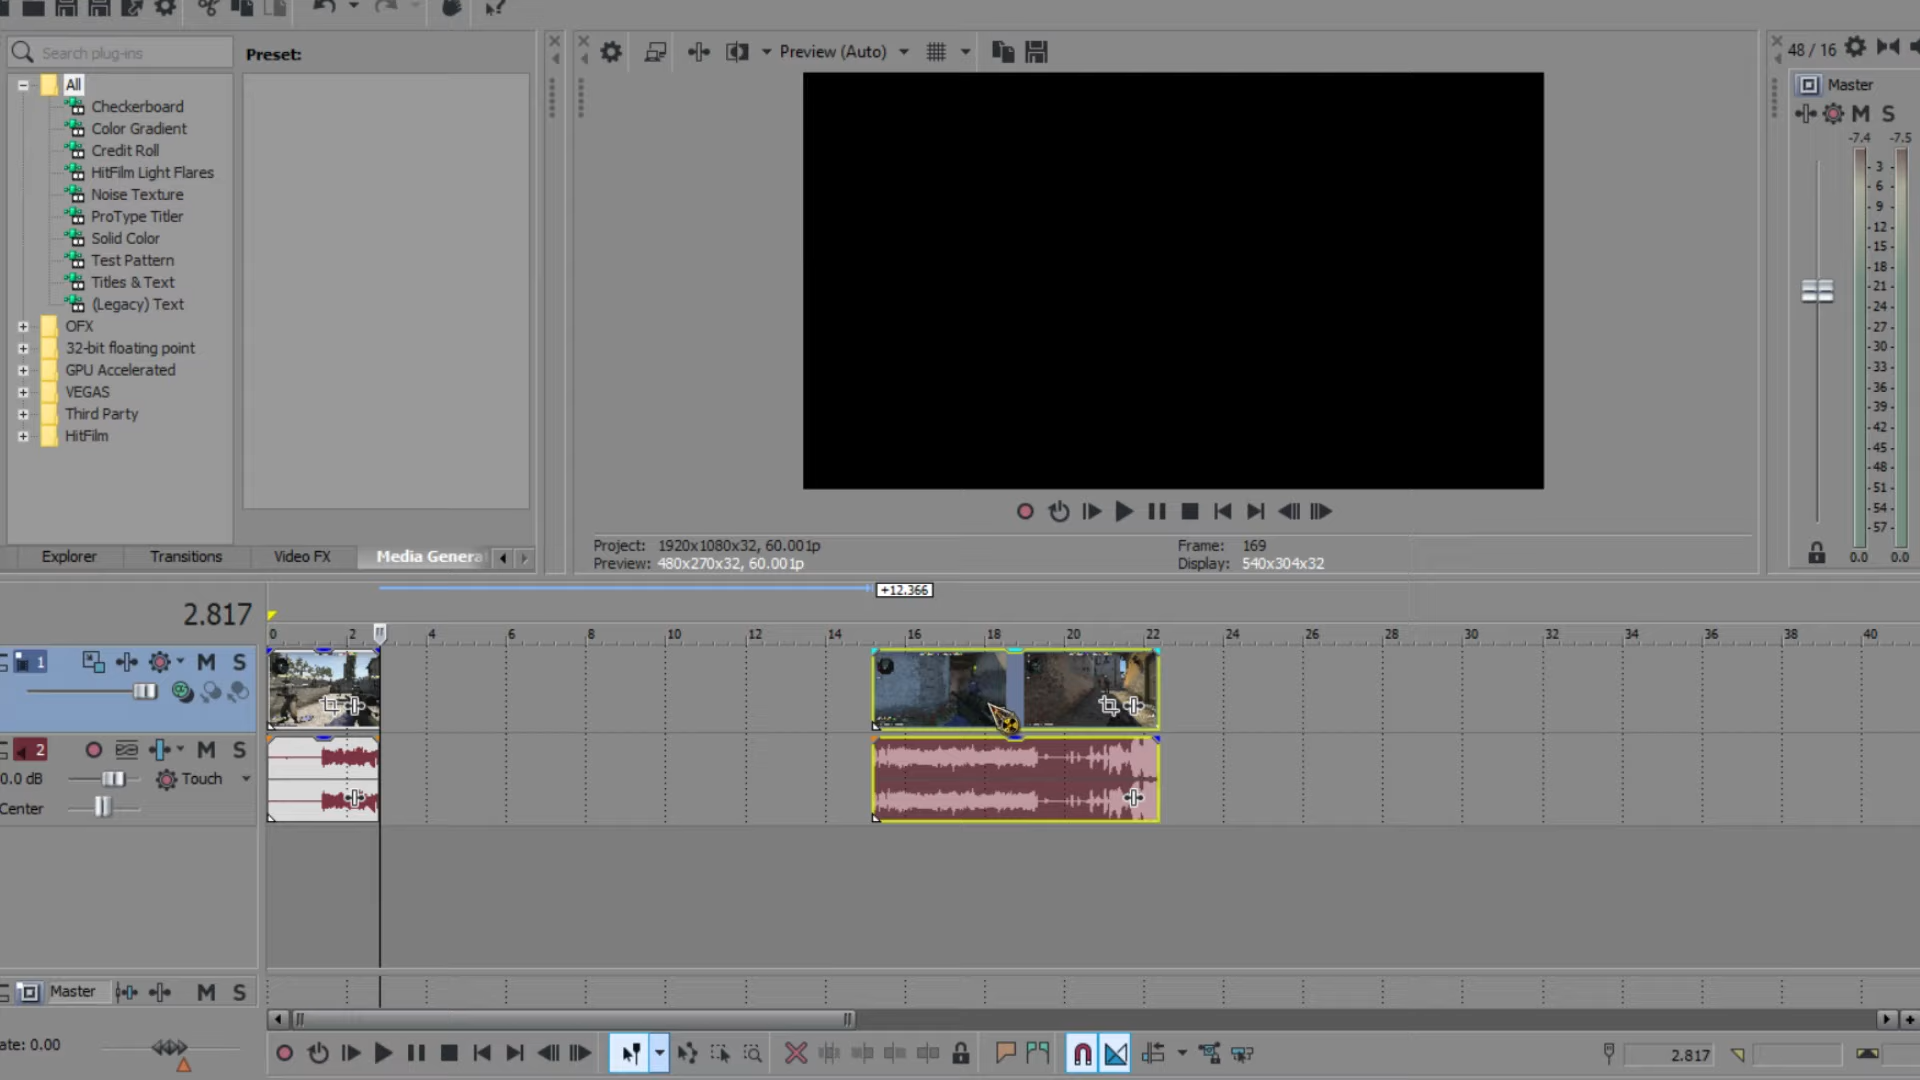 Search plug-ins
Preset:
Preview (Auto)
48 / 16
All
Master
Checkerboard
M S
Color Gradient
-7.4 -7.5
Credit Roll
HitFilm Light Flares
Noise Texture
ProType Titler
Solid Color
Test Pattern
Titles & Text
(Legacy) Text
OFX
32-bit floating point
GPU Accelerated
VEGAS
Third Party
HitFilm
- 3 -
- 6 -
- 9 -
-12-
-15-
-18-
-21-
-24-
-27-
-30-
-33-
-36-
-39-
-42-
-45-
-48-
-51-
-54-
-57-
0.0 0.0
Explorer
Transitions
Video FX
Media Genera
Project: 1920x1080x32, 60.001p
Preview: 480x270x32, 60.001p
Frame: 169
Display: 540x304x32
+12.366
2.817
0 2 4 6 8 10 12 14 16 18 20 22 24 26 28 30 32 34 36 38 40
1
M S
2
M S
0.0 dB
Touch
Center
Master
M S
ate: 0.00
2.817